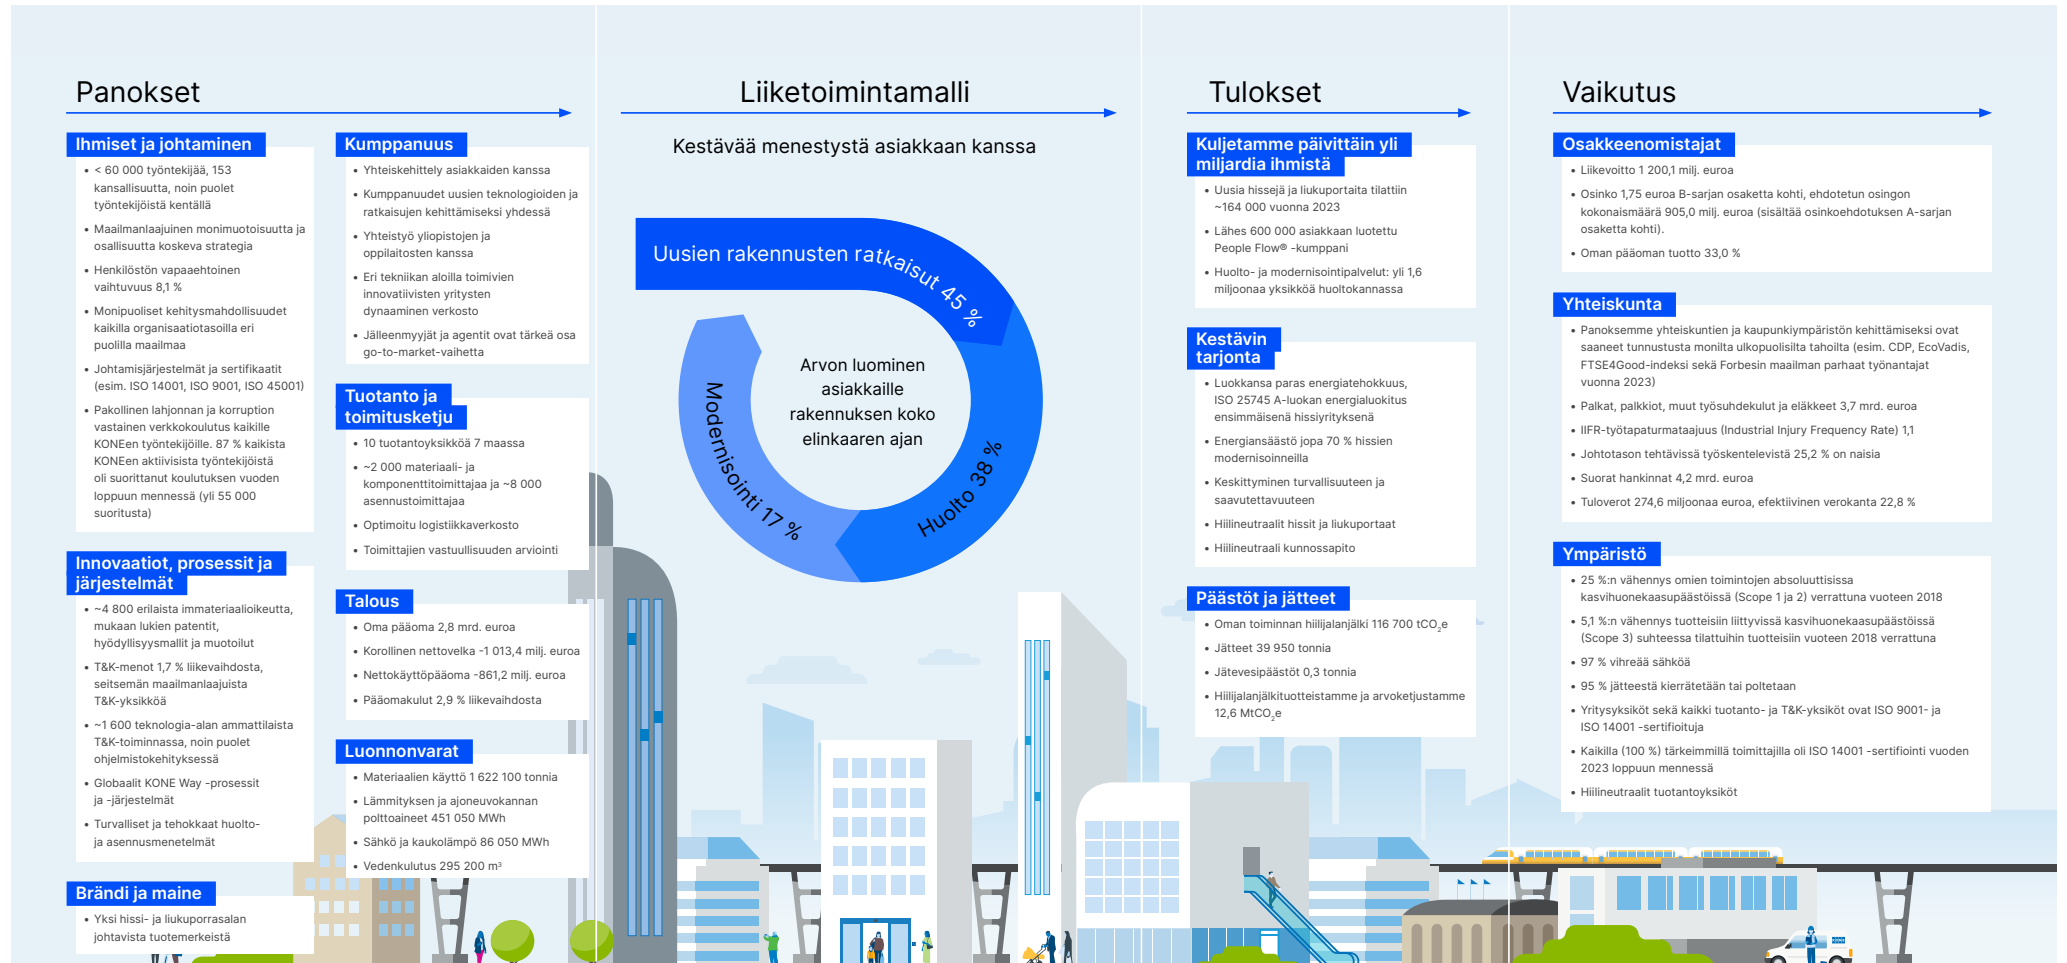 Panokset
Ihmiset ja johtaminen
• < 60 000 työntekijää, 153
kansallisuutta, noin puolet
työntekijöistä kentällä
• Maailmanlaajuinen monimuotoisuutta ja
osallisuutta koskeva strategia
• Henkilöstön vapaaehtoinen
vaihtuvuus 8,1 %
• Monipuoliset kehitysmahdollisuudet
kaikilla organisaatiotasoilla eri
puolilla maailmaa
• Johtamisjärjestelmät ja sertifikaatit
(esim. ISO 14001, ISO 9001, ISO 45001)
• Pakollinen lahjonnan ja korruption
vastainen verkkokoulutus kaikille
KONEen työntekijöille. 87 % kaikista
KONEen aktiivisista työntekijöistä
oli suorittanut koulutuksen vuoden
loppuun mennessä (yli 55 000
suoritusta)
Innovaatiot, prosessit ja
järjestelmät
• ~4 800 erilaista immateriaalioikeutta,
mukaan lukien patentit,
hyödyllisyysmallit ja muotoilut
• T&K-menot 1,7 % liikevaihdosta,
seitsemän maailmanlaajuista
T&K-yksikköä
• ~1 600 teknologia-alan ammattilaista
T&K-toiminnassa, noin puolet
ohjelmistokehityksessä
• Globaalit KONE Way -prosessit
ja -järjestelmät
• Turvalliset ja tehokkaat huolto-
ja asennusmenetelmät
Brändi ja maine
• Yksi hissi- ja liukuporrasalan
johtavista tuotemerkeistä
Kumppanuus
• Yhteiskehittely asiakkaiden kanssa
• Kumppanuudet uusien teknologioiden ja
ratkaisujen kehittämiseksi yhdessä
• Yhteistyö yliopistojen ja
oppilaitosten kanssa
• Eri tekniikan aloilla toimivien
innovatiivisten yritysten
dynaaminen verkosto
• Jälleenmyyjät ja agentit ovat tärkeä osa
go-to-market-vaihetta
Tuotanto ja
toimitusketju
• 10 tuotantoyksikköä 7 maassa
• ~2 000 materiaali- ja
komponenttitoimittajaa ja ~8 000
asennustoimittajaa
• Optimoitu logistiikkaverkosto
• Toimittajien vastuullisuuden arviointi
Talous
• Oma pääoma 2,8 mrd. euroa
• Korollinen nettovelka -1 013,4 milj. euroa
• Nettokäyttöpääoma -861,2 milj. euroa
• Pääomakulut 2,9 % liikevaihdosta
Luonnonvarat
• Materiaalien käyttö 1 622 100 tonnia
• Lämmityksen ja ajoneuvokannan
polttoaineet 451 050 MWh
• Sähkö ja kaukolämpö 86 050 MWh
• Vedenkulutus 295 200 m³
Liiketoimintamalli
Kestävää menestystä asiakkaan kanssa
Uusien rakennusten ratkaisut 45 %
Huolto 38 %
Modernisointi 17 %
Arvon luominen
asiakkaille
rakennuksen koko
elinkaaren ajan
Tulokset
Kuljetamme päivittäin yli
miljardia ihmistä
• Uusia hissejä ja liukuportaita tilattiin
~164 000 vuonna 2023
• Lähes 600 000 asiakkaan luotettu
People Flow® -kumppani
• Huolto- ja modernisointipalvelut: yli 1,6
miljoonaa yksikköä huoltokannassa
Kestävin
tarjonta
• Luokkansa paras energiatehokkuus,
ISO 25745 A-luokan energialuokitus
ensimmäisenä hissiyrityksenä
• Energiansäästö jopa 70 % hissien
modernisoinneilla
• Keskittyminen turvallisuuteen ja
saavutettavuuteen
• Hiilineutraalit hissit ja liukuportaat
• Hiilineutraali kunnossapito
Päästöt ja jätteet
• Oman toiminnan hiilijalanjälki 116 700 tCO₂e
• Jätteet 39 950 tonnia
• Jätevesipäästöt 0,3 tonnia
• Hiilijalanjälkituotteistamme ja arvoketjustamme
12,6 MtCO₂e
Vaikutus
Osakkeenomistajat
• Liikevoitto 1 200,1 milj. euroa
• Osinko 1,75 euroa B-sarjan osaketta kohti, ehdotetun osingon
kokonaismäärä 905,0 milj. euroa (sisältää osinkoehdotuksen A-sarjan
osaketta kohti).
• Oman pääoman tuotto 33,0 %
Yhteiskunta
• Panoksemme yhteiskuntien ja kaupunkiympäristön kehittämiseksi ovat
saaneet tunnustusta monilta ulkopuolisilta tahoilta (esim. CDP, EcoVadis,
FTSE4Good-indeksi sekä Forbesin maailman parhaat työnantajat
vuonna 2023)
• Palkat, palkkiot, muut työsuhdekulut ja eläkkeet 3,7 mrd. euroa
• IIFR-työtapaturmataajuus (Industrial Injury Frequency Rate) 1,1
• Johtotason tehtävissä työskentelevistä 25,2 % on naisia
• Suorat hankinnat 4,2 mrd. euroa
• Tuloverot 274,6 miljoonaa euroa, efektiivinen verokanta 22,8 %
Ympäristö
• 25 %:n vähennys omien toimintojen absoluuttisissa
kasvihuonekaasupäästöissä (Scope 1 ja 2) verrattuna vuoteen 2018
• 5,1 %:n vähennys tuotteisiin liittyvissä kasvihuonekaasupäästöissä
(Scope 3) suhteessa tilattuihin tuotteisiin vuoteen 2018 verrattuna
• 97 % vihreää sähköä
• 95 % jätteestä kierrätetään tai poltetaan
• Yritysyksiköt sekä kaikki tuotanto- ja T&K-yksiköt ovat ISO 9001- ja
ISO 14001 -sertifioituja
• Kaikilla (100 %) tärkeimmillä toimittajilla oli ISO 14001 -sertifiointi vuoden
2023 loppuun mennessä
• Hiilineutraalit tuotantoyksiköt